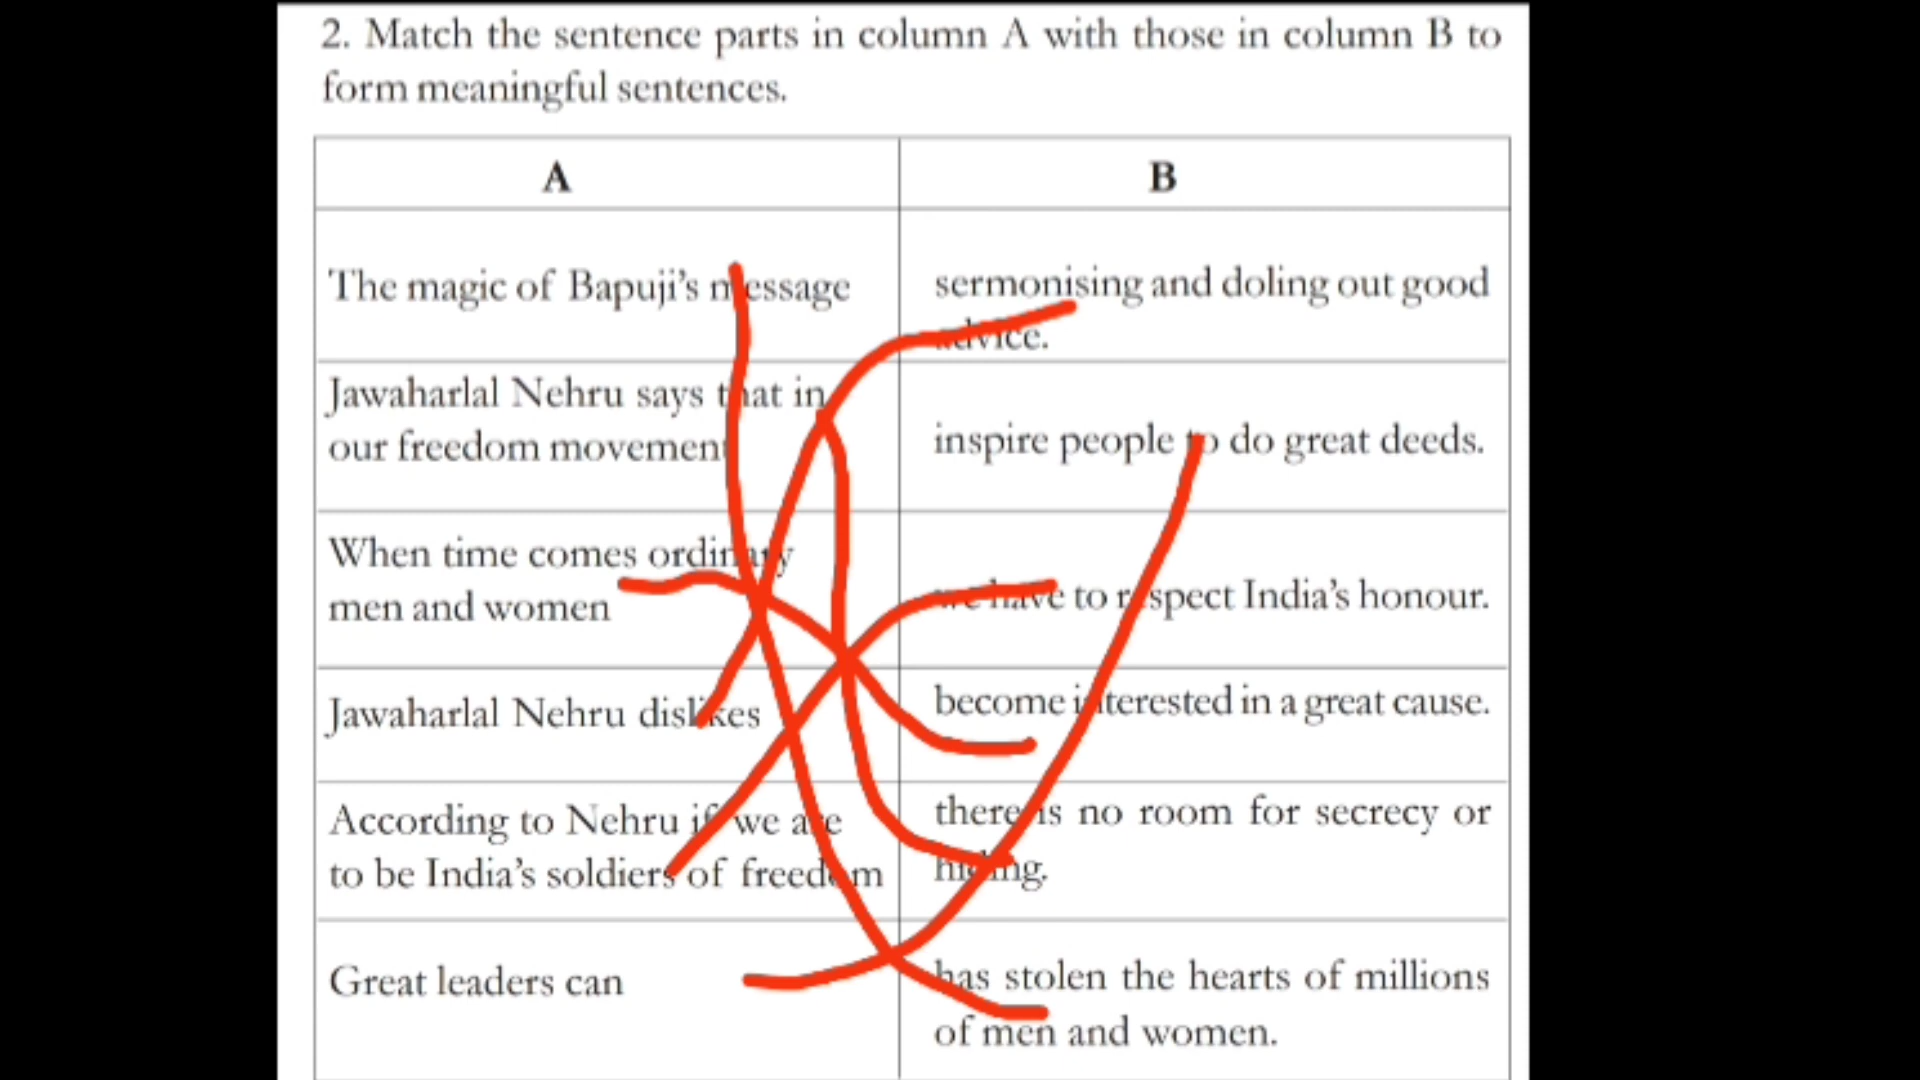 2. Match the sentence parts in column A with those in column B to
form meaningful sentences.
A
B
The magic of Bapuji's message
sermonising and doling out good
advice.
Jawaharlal Nehru says that in
our freedom movement
inspire people to do great deeds.
When time comes ordinary
men and women
we have to respect India's honour.
Jawaharlal Nehru dislikes
become interested in a great cause.
According to Nehru if we are
to be India's soldiers of freedom
there is no room for secrecy or
hiding.
Great leaders can
has stolen the hearts of millions
of men and women.